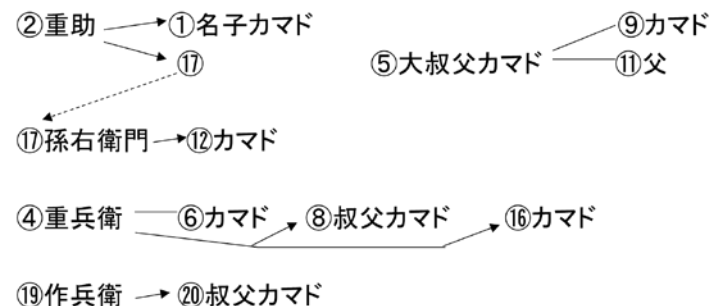 ②重助 ①名子カマド ⑨カマド
⑰ ⑤大叔父カマド ⑪父
⑰孫右衛門 ⑫カマド
④重兵衛 ⑥カマド ⑧叔父カマド ⑯カマド
⑲作兵衛 ⑳叔父カマド